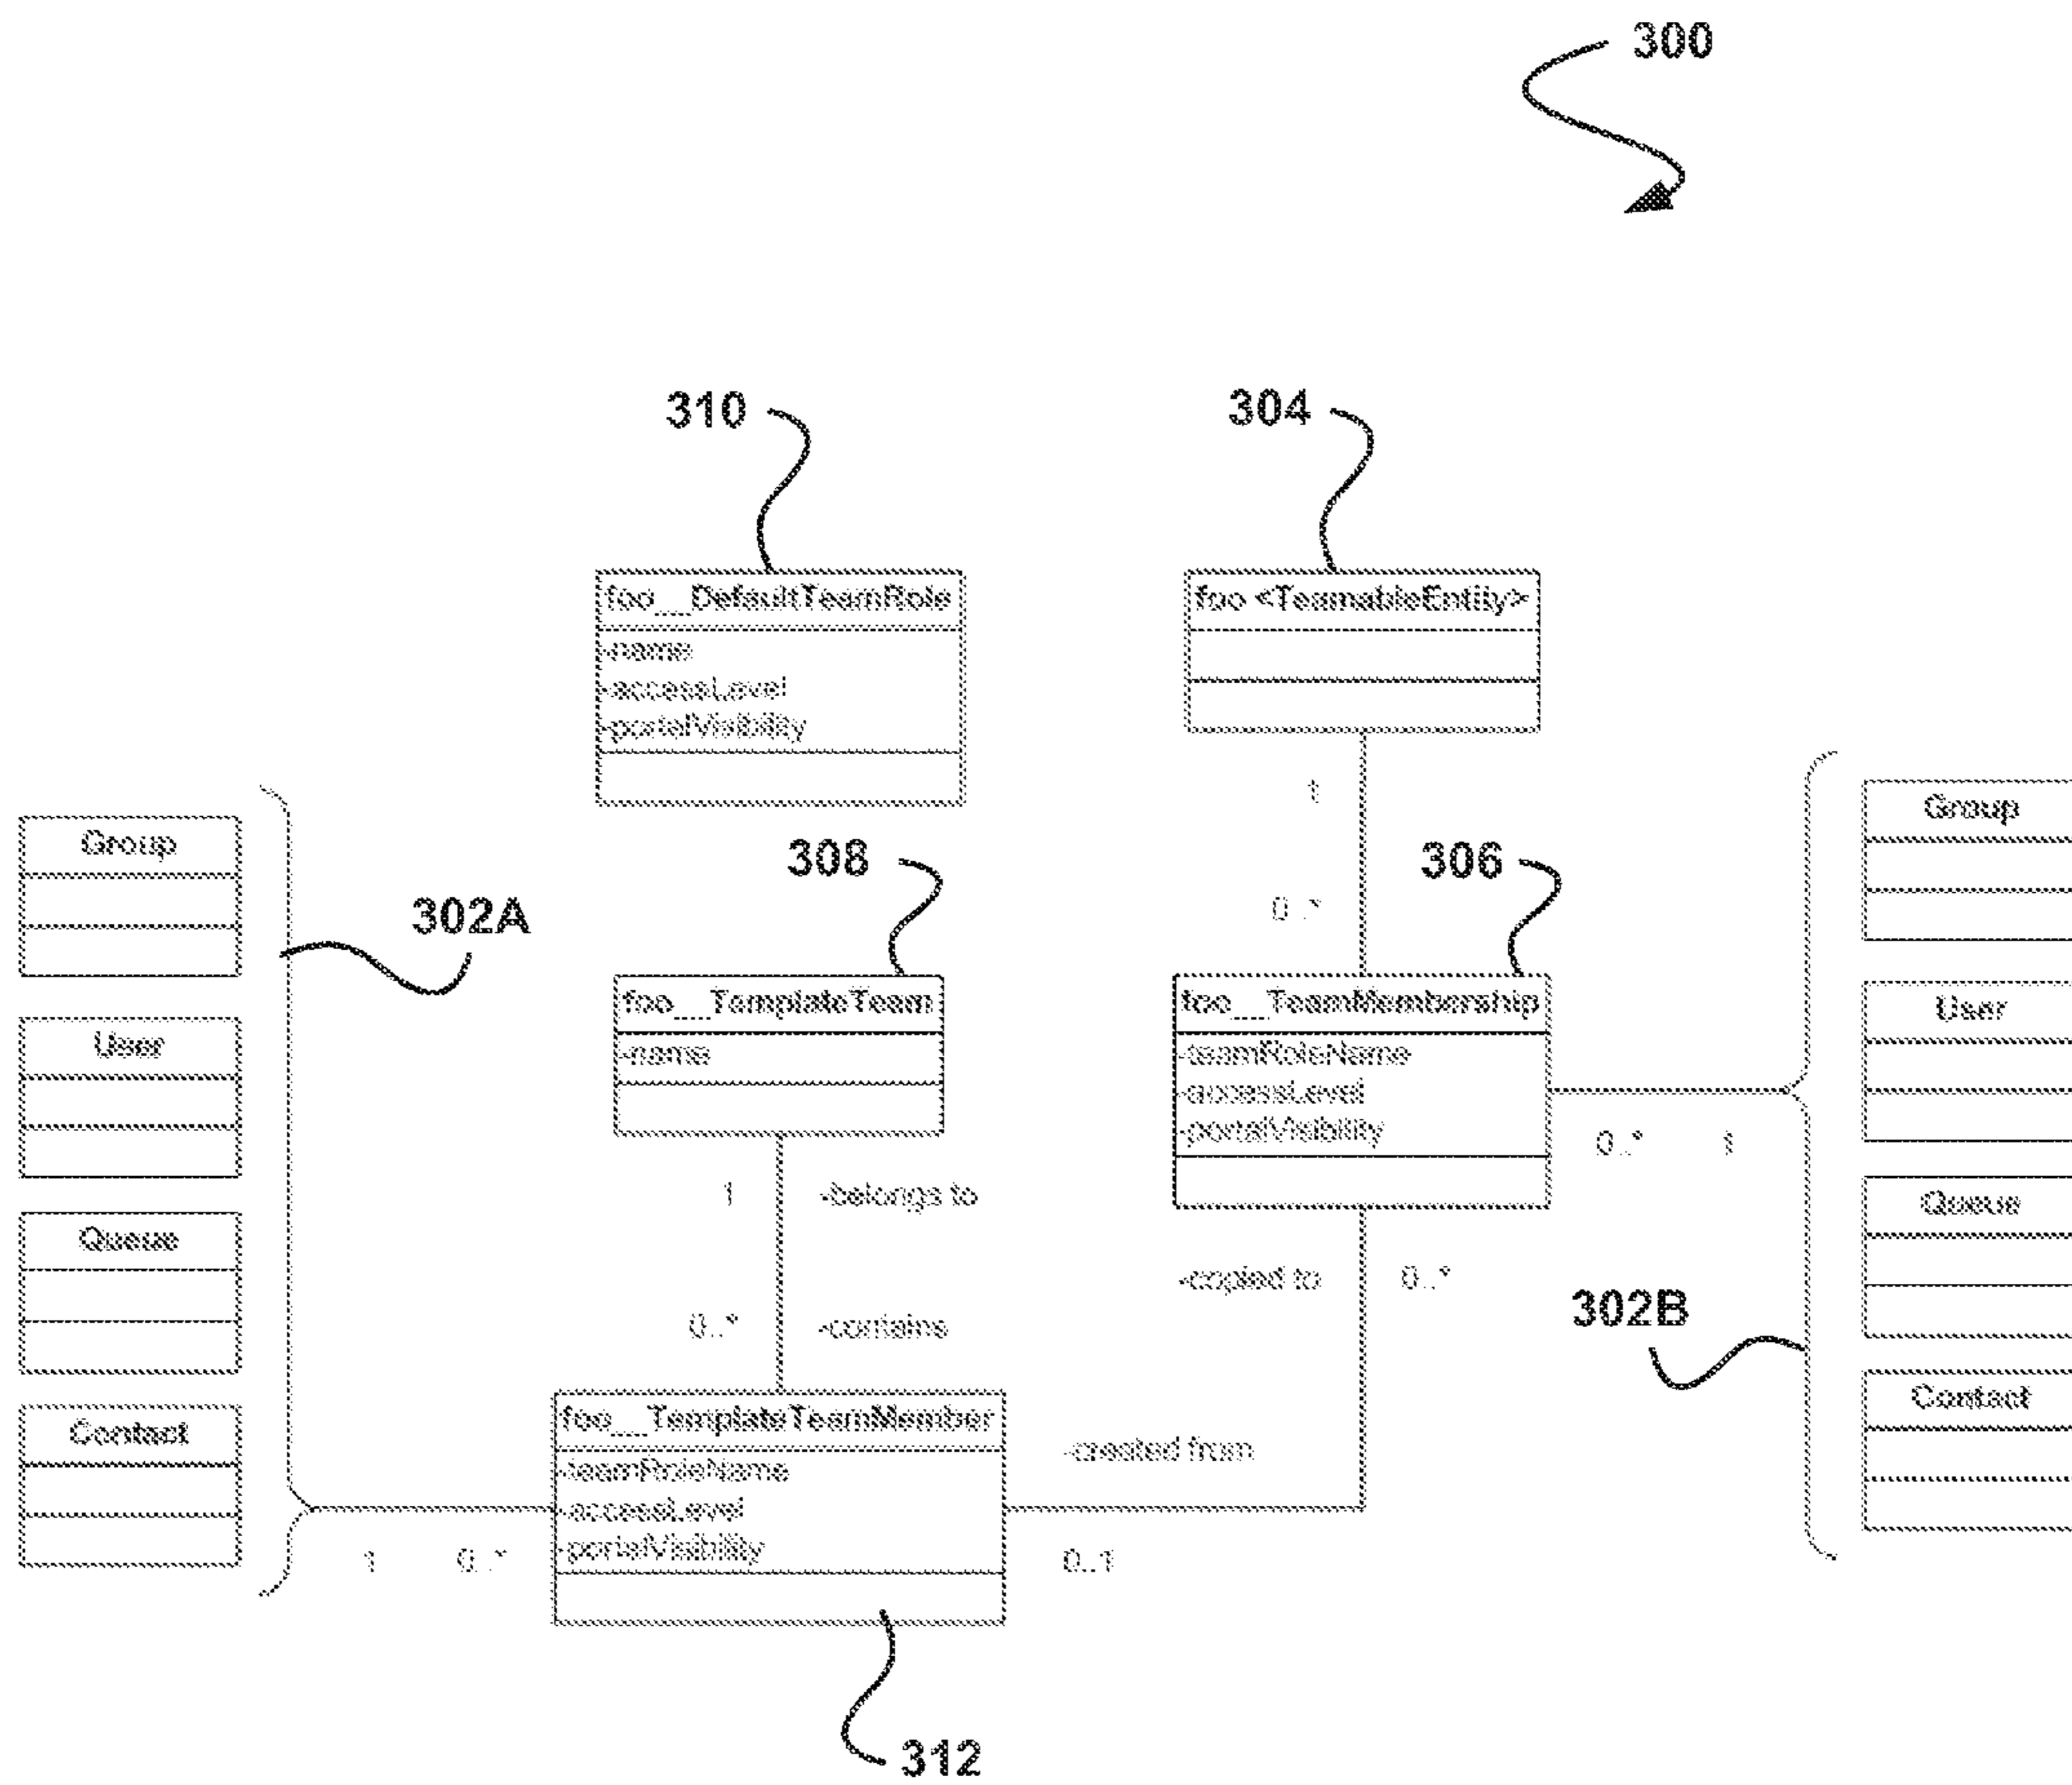 300
310
304
foo__DefaultTeamRole
-name
-accessLevel
-portalVisibility
foo <TeamableEntity>
1
0..*
Group
User
Queue
Contact
302A
308
foo__TemplateTeam
-name
1
-belongs to
0..*
-contains
306
foo__TeamMembership
-teamRoleName
-accessLevel
-portalVisibility
0..*
1
Group
User
Queue
Contact
302B
-copied to
0..*
foo__TemplateTeamMember
-teamRoleName
-accessLevel
-portalVisibility
-created from
1
0..*
0..1
312